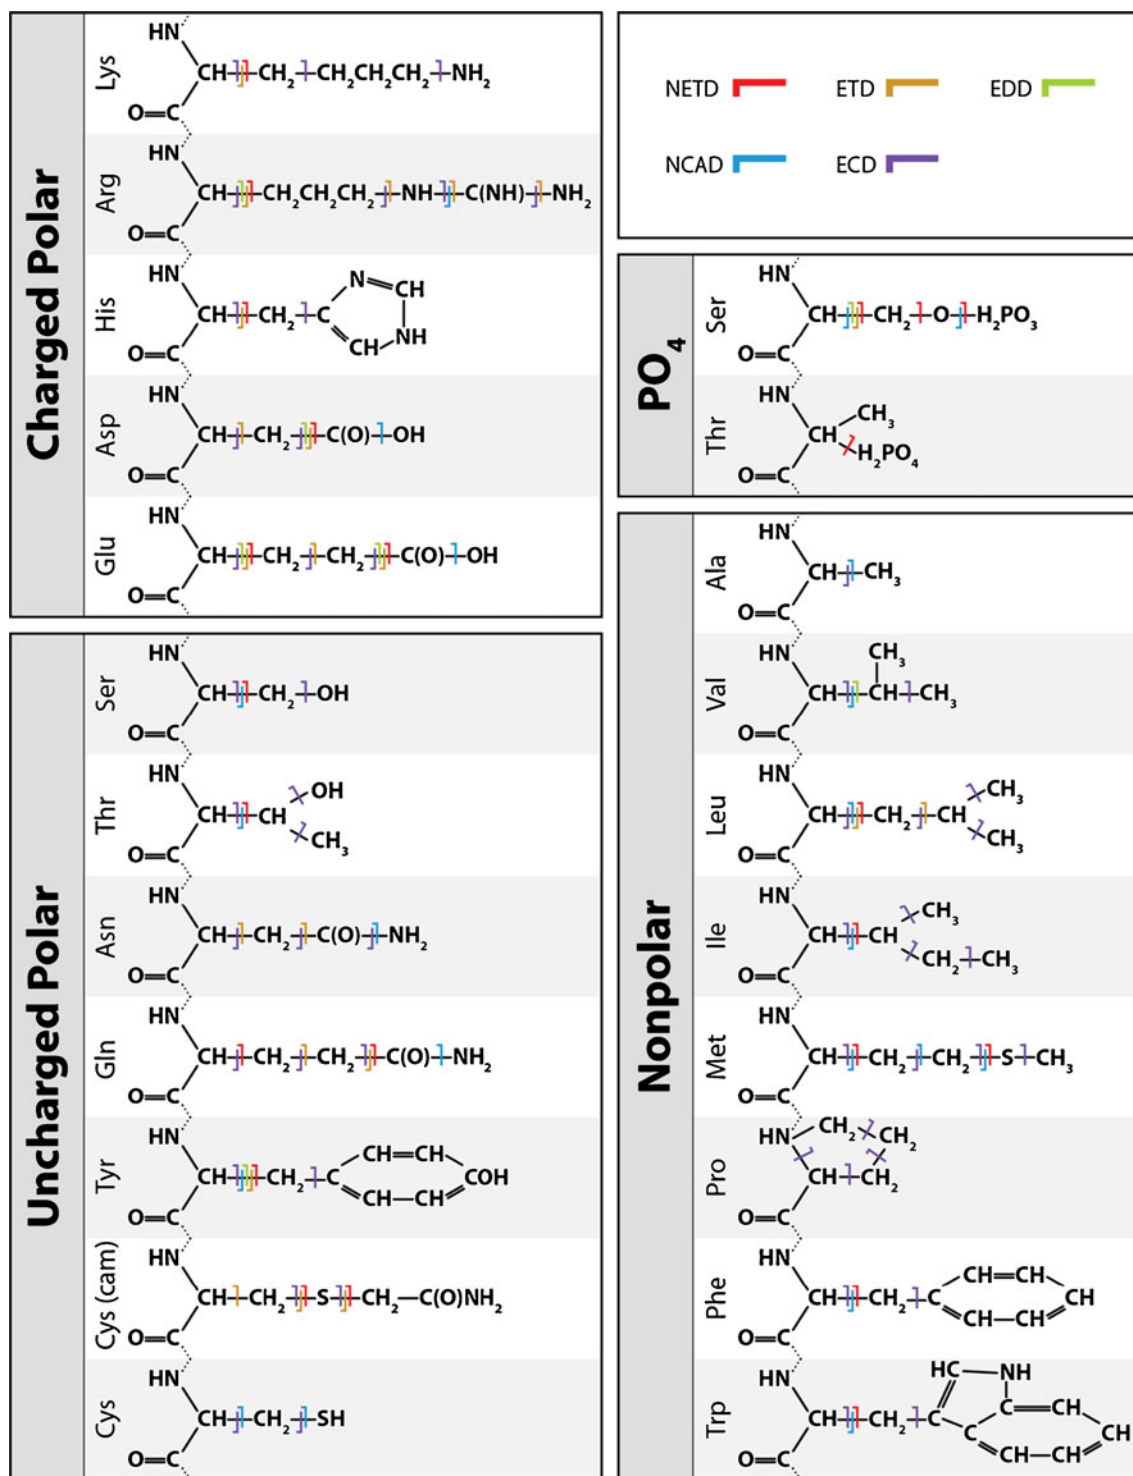 Charged Polar
Lys
HN
CH CH₂ CH₂CH₂CH₂ NH₂
O=C
Arg
HN
CH CH₂CH₂CH₂ NH C(NH) NH₂
O=C
His
HN
N CH
CH CH₂ C
CH NH
O=C
Asp
HN
CH CH₂ C(O) OH
O=C
Glu
HN
CH CH₂ CH₂ C(O) OH
O=C
Uncharged Polar
Ser
HN
CH CH₂ OH
O=C
Thr
HN
OH
CH CH
CH₃
O=C
Asn
HN
CH CH₂ C(O) NH₂
O=C
Gln
HN
CH CH₂ CH₂ C(O) NH₂
O=C
Tyr
HN
CH=CH
CH CH₂ C COH
CH—CH
O=C
Cys (cam)
HN
CH CH₂ S CH₂—C(O)NH₂
O=C
Cys
HN
CH CH₂ SH
O=C
NETD ETD EDD
NCAD ECD
PO₄
Ser
HN
CH CH₂ O H₂PO₃
O=C
Thr
HN
CH₃
CH
H₂PO₄
O=C
Nonpolar
Ala
HN
CH CH₃
O=C
Val
HN
CH₃
CH CH CH₃
O=C
Leu
HN
CH₃
CH CH₂ CH
CH₃
O=C
Ile
HN
CH₃
CH CH
CH₂ CH₃
O=C
Met
HN
CH CH₂ CH₂ S CH₃
O=C
Pro
HN CH₂ CH₂
CH CH₂
O=C
Phe
HN
CH=CH
CH CH₂ C CH
CH—CH
O=C
Trp
HN
HC NH
C CH
CH CH₂ C C CH
CH—CH
O=C